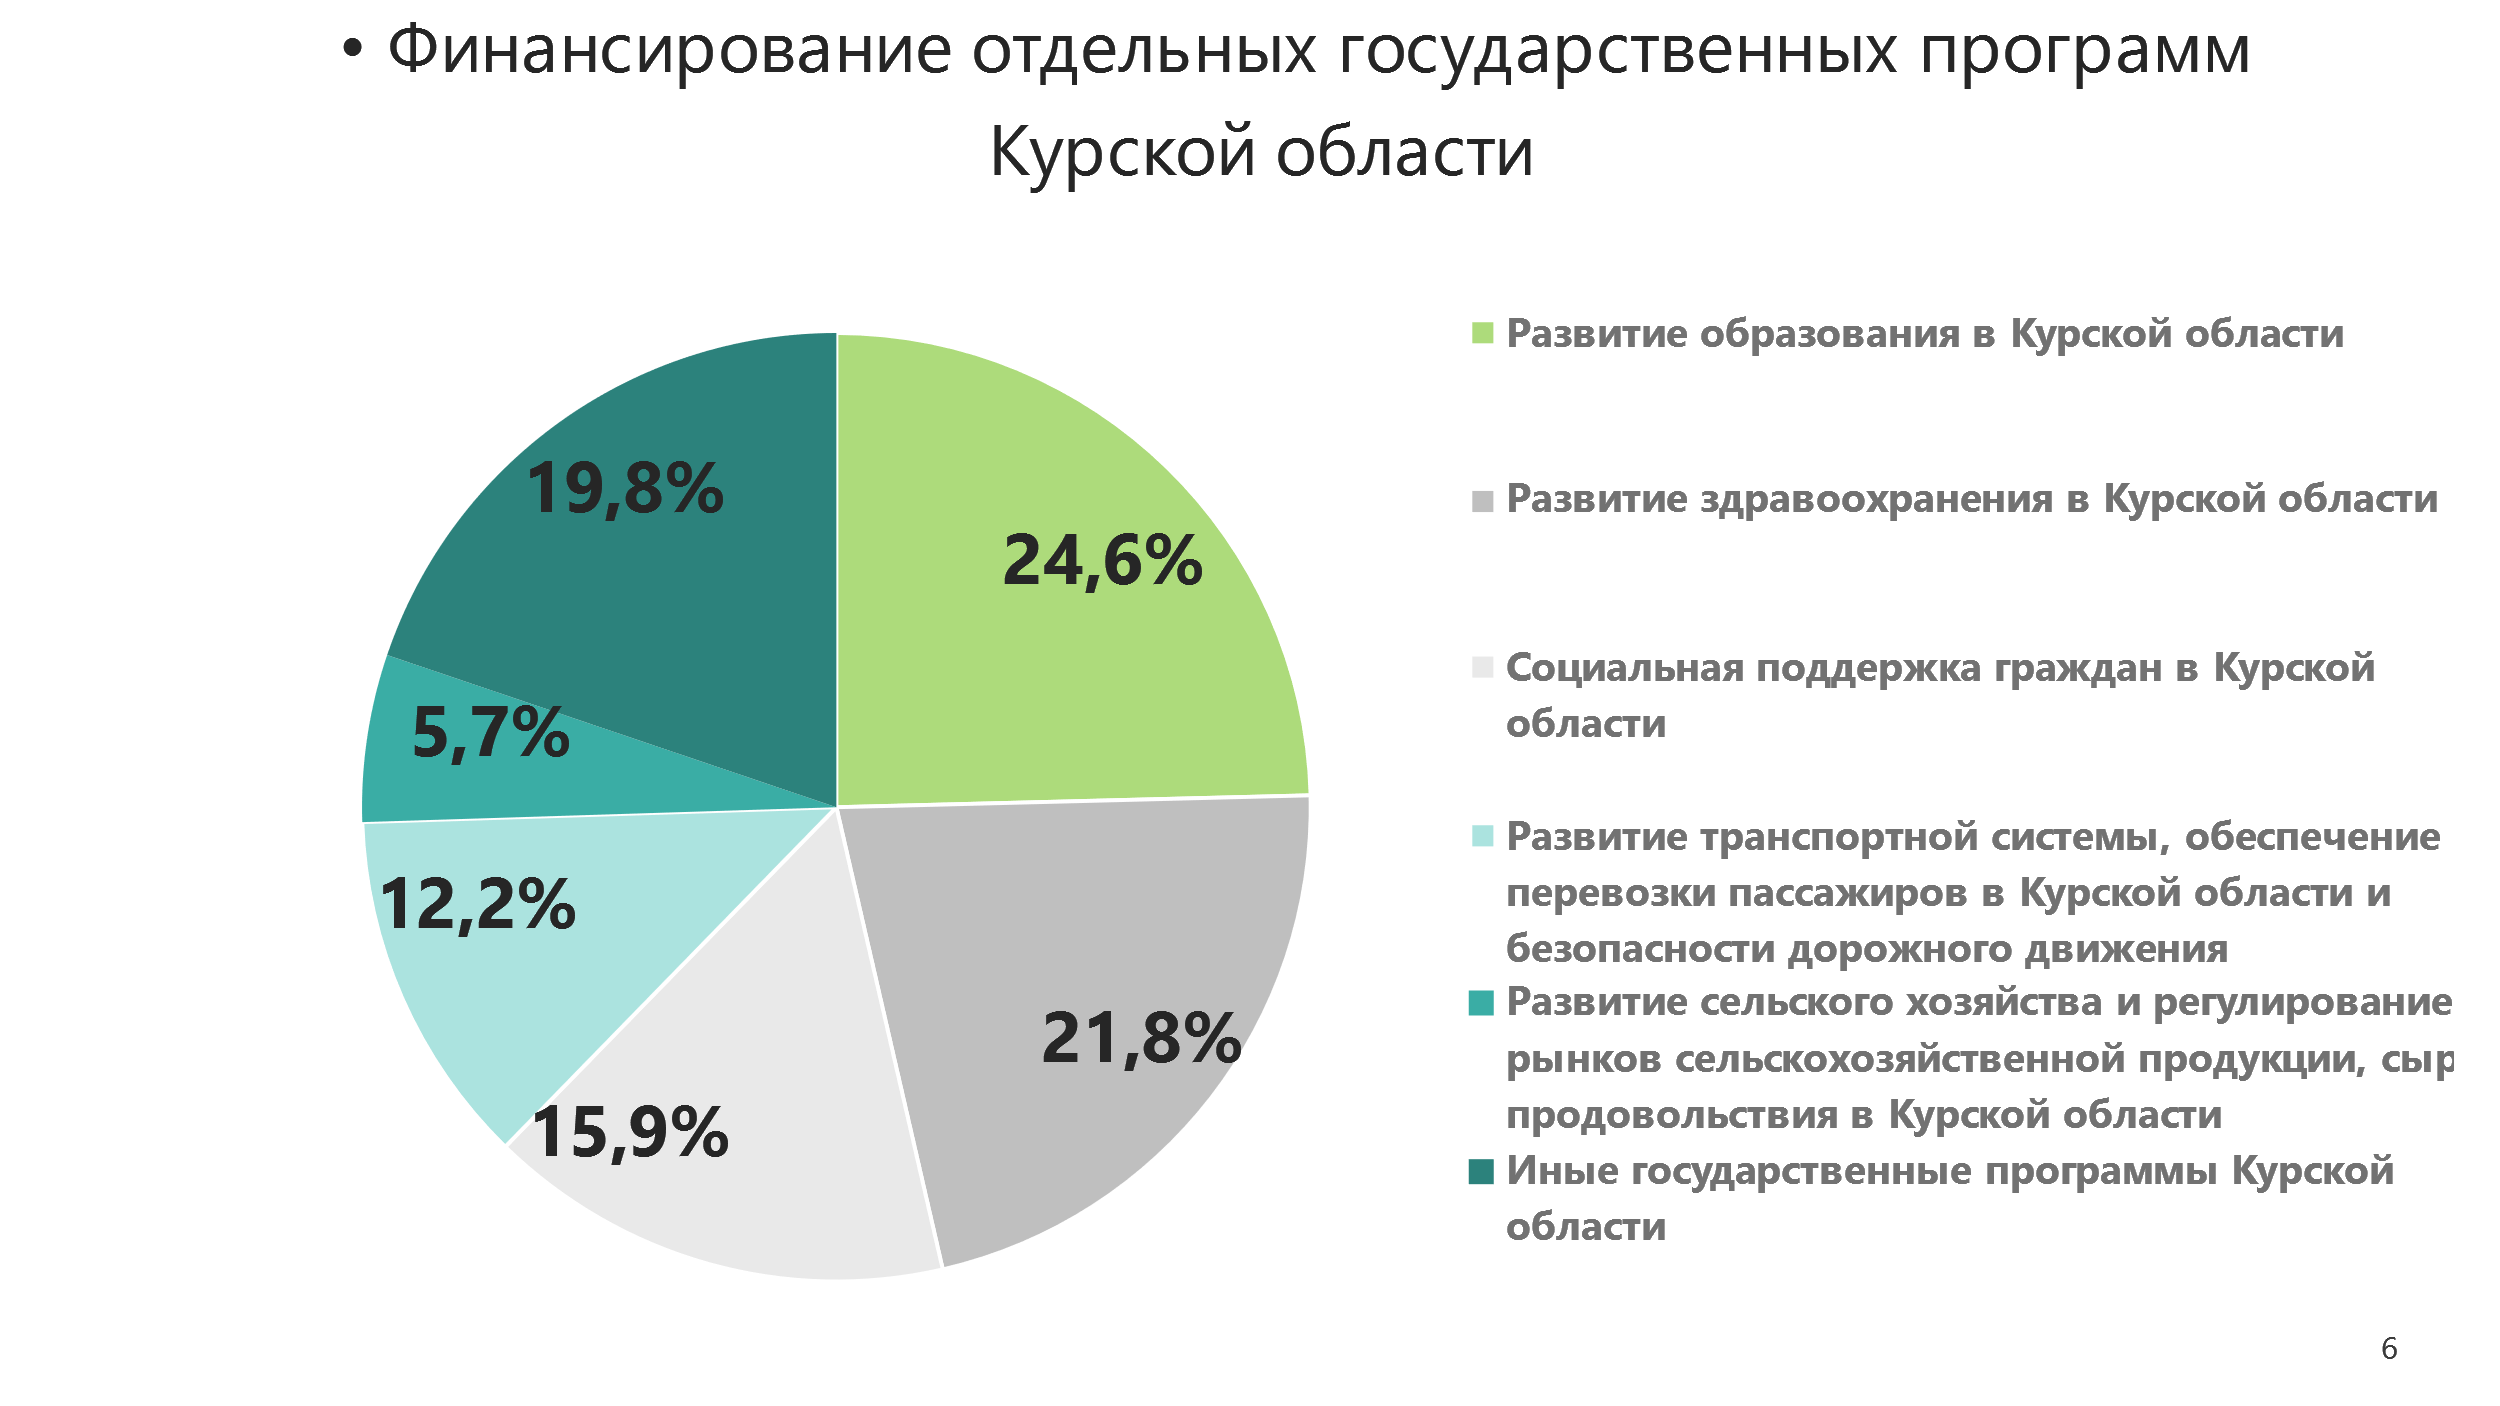 • Финансирование отдельных государственных программ
Курской области
19,8%
24,6%
5,7%
12,2%
21,8%
15,9%
Развитие образования в Курской области
Развитие здравоохранения в Курской области
Социальная поддержка граждан в Курской
области
Развитие транспортной системы, обеспечение
перевозки пассажиров в Курской области и
безопасности дорожного движения
Развитие сельского хозяйства и регулирование
рынков сельскохозяйственной продукции, сыр
продовольствия в Курской области
Иные государственные программы Курской
области
6